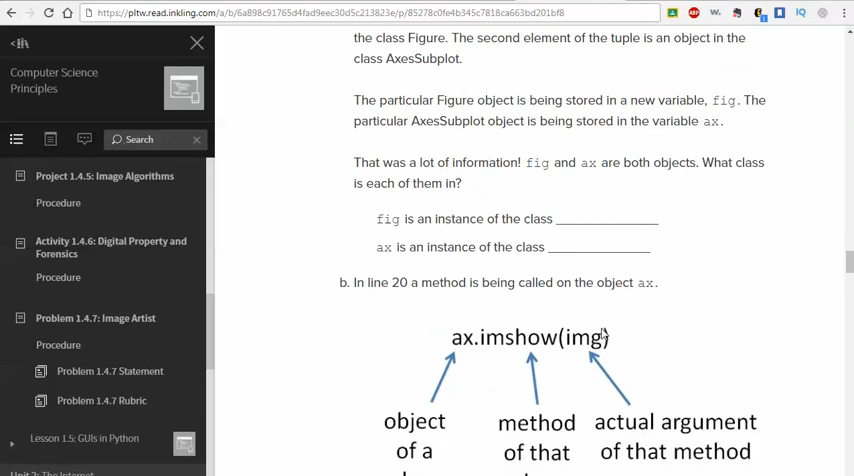 https://pltw.read.inkling.com/a/b/6a898c91765d4fad9eec30d5c213823e/p/85278c0fe4b345c7818ca663bd201bf8
ABP
w.
1
IQ
Computer Science
Principles
Search
Project 1.4.5: Image Algorithms
Procedure
Activity 1.4.6: Digital Property and
Forensics
Procedure
Problem 1.4.7: Image Artist
Procedure
Problem 1.4.7 Statement
Problem 1.4.7 Rubric
Lesson 1.5: GUIs in Python
the class Figure. The second element of the tuple is an object in the
class AxesSubplot.
The particular Figure object is being stored in a new variable, fig. The
particular AxesSubplot object is being stored in the variable ax.
That was a lot of information! fig and ax are both objects. What class
is each of them in?
fig is an instance of the class ____________
ax is an instance of the class ____________
b. In line 20 a method is being called on the object ax.
ax.imshow(img)
object method actual argument
of a of that of that method